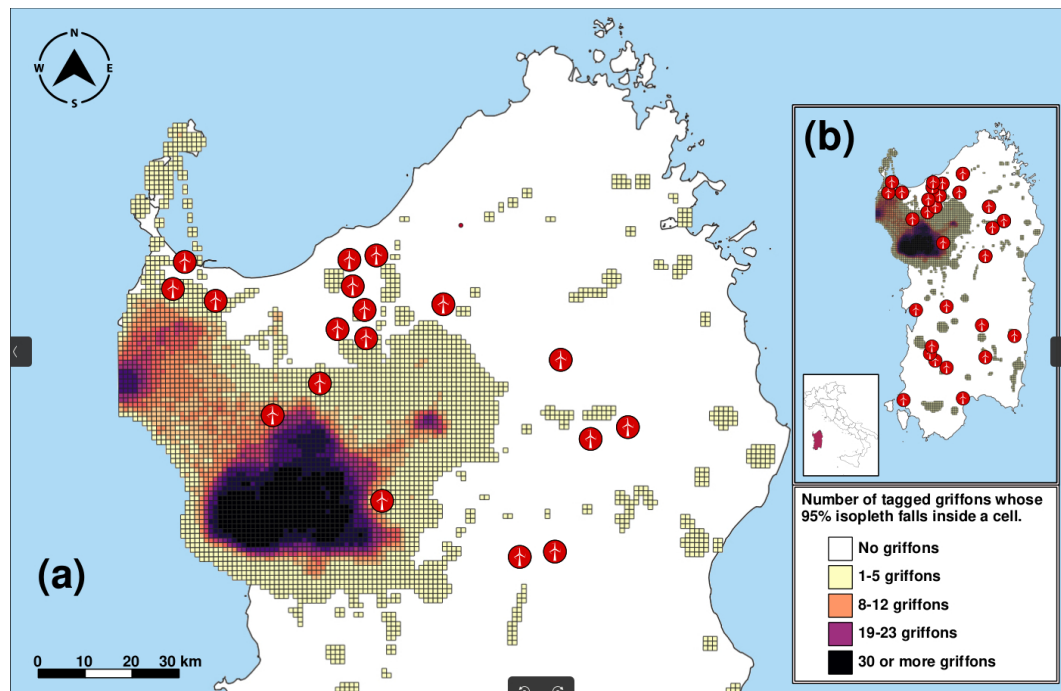 N
W E
S
(a)
0 10 20 30 km
(b)
Number of tagged griffons whose
95% isopleth falls inside a cell.
No griffons
1-5 griffons
8-12 griffons
19-23 griffons
30 or more griffons